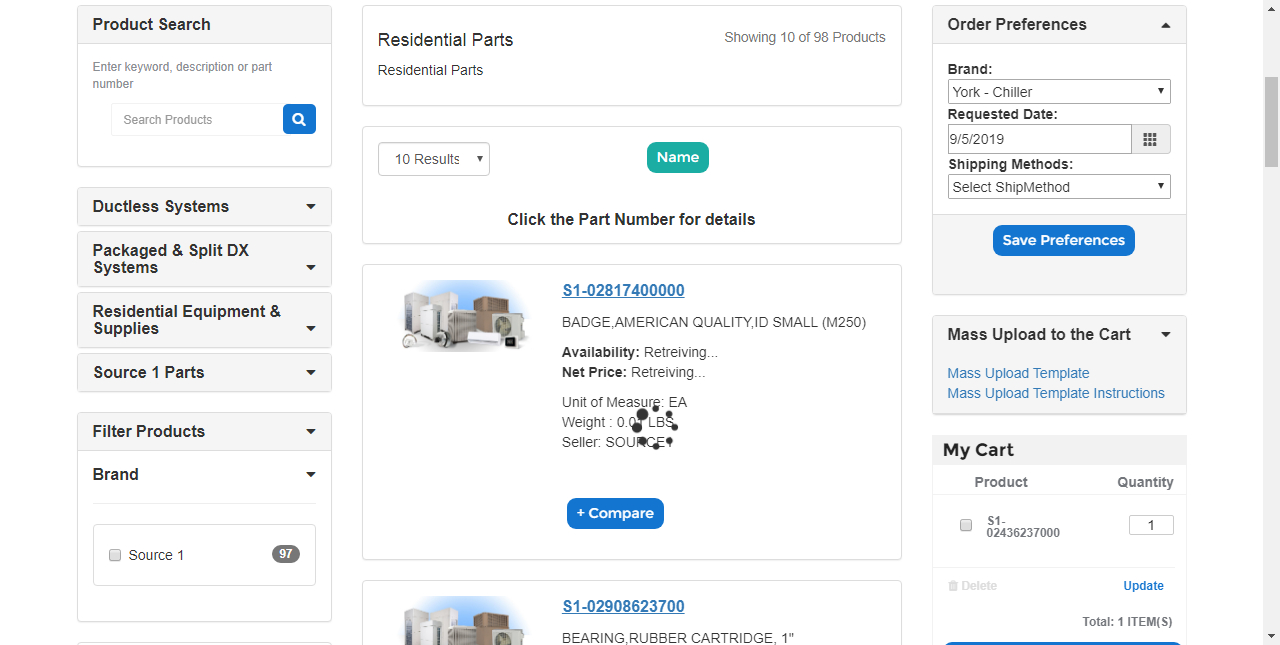 Product Search
Enter keyword, description or part
number
Search Products
Ductless Systems
Packaged & Split DX
Systems
Residential Equipment &
Supplies
Source 1 Parts
Filter Products
Brand
Source 1
97
Residential Parts
Showing 10 of 98 Products
Residential Parts
10 Results
Name
Click the Part Number for details
S1-02817400000
BADGE,AMERICAN QUALITY,ID SMALL (M250)
Availability: Retreiving...
Net Price: Retreiving...
Unit of Measure: EA
Weight : 0.01 LBS
Seller: SOURCE1
+ Compare
S1-02908623700
BEARING,RUBBER CARTRIDGE, 1"
Order Preferences
Brand:
York - Chiller
Requested Date:
9/5/2019
Shipping Methods:
Select ShipMethod
Save Preferences
Mass Upload to the Cart
Mass Upload Template
Mass Upload Template Instructions
My Cart
Product Quantity
S1-
02436237000
1
Delete
Update
Total: 1 ITEM(S)